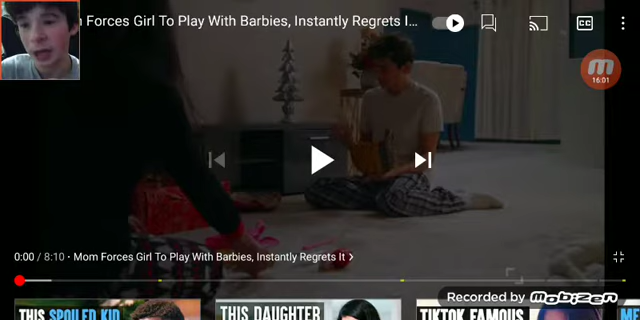 Forces Girl To Play With Barbies, Instantly Regrets I...
CC
16:01
0:00 / 8:10 • Mom Forces Girl To Play With Barbies, Instantly Regrets It >
Recorded by mobizen
THIS SPOILED KID
THIS DAUGHTER
TIKTOK FAMOUS
ME